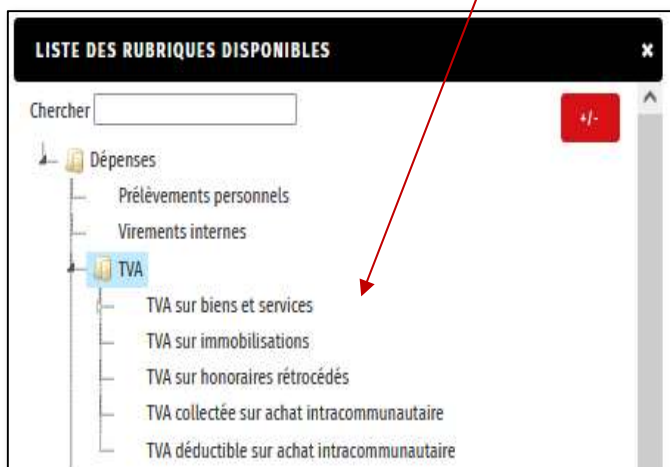 LISTE DES RUBRIQUES DISPONIBLES x
Chercher +/-
Dépenses
Prélèvements personnels
Virements internes
TVA
TVA sur biens et services
TVA sur immobilisations
TVA sur honoraires rétrocédés
TVA collectée sur achat intracommunautaire
TVA déductible sur achat intracommunautaire